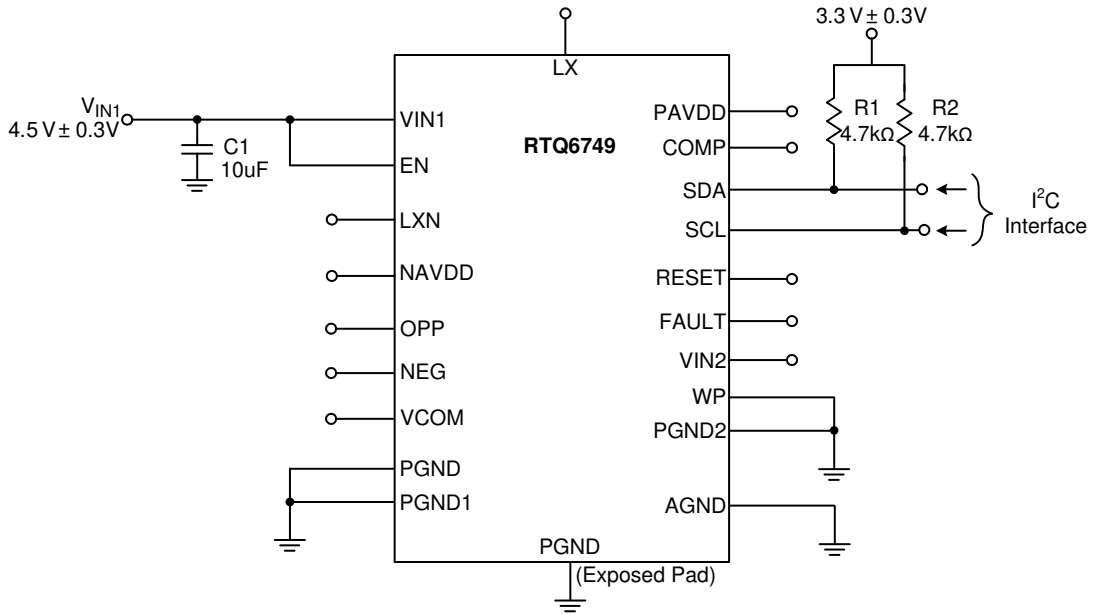 3.3 V ± 0.3V
LX
V_IN1
4.5 V ± 0.3V
C1
10uF
VIN1
EN
LXN
NAVDD
OPP
NEG
VCOM
PGND
PGND1
RTQ6749
PAVDD
COMP
SDA
SCL
RESET
FAULT
VIN2
WP
PGND2
AGND
R1
4.7kΩ
R2
4.7kΩ
I²C
Interface
PGND
(Exposed Pad)